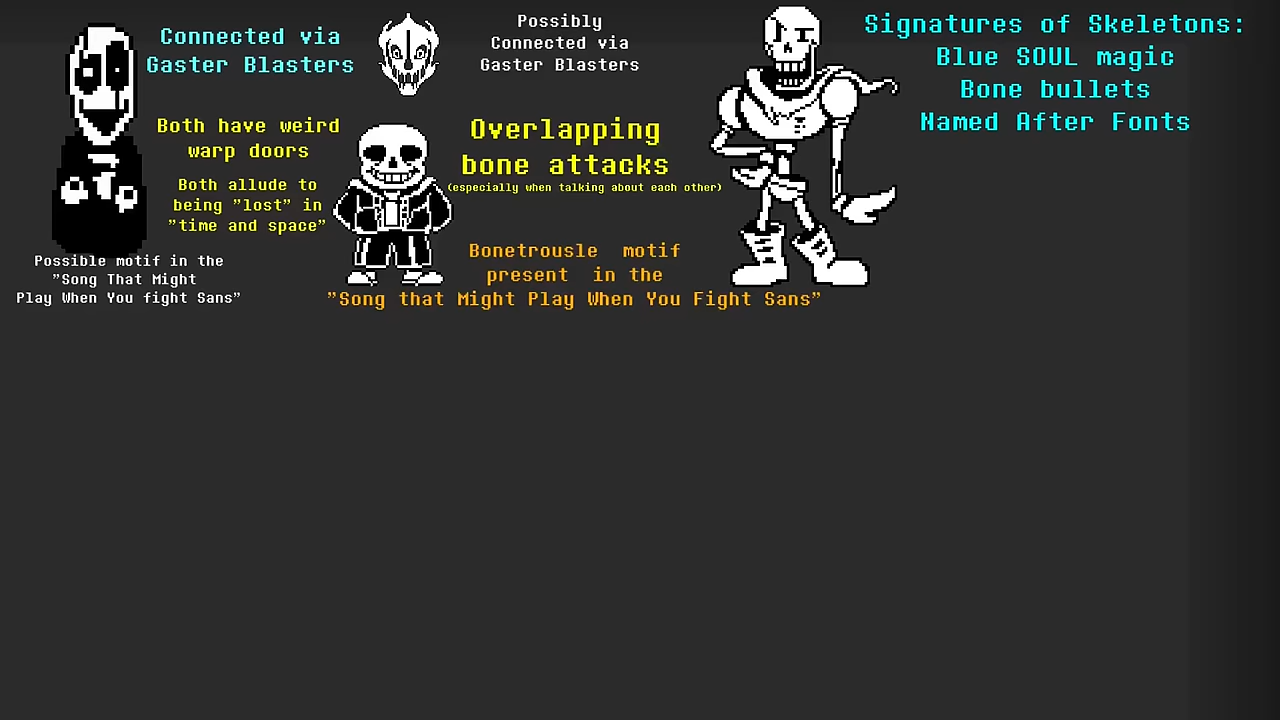 Connected via
Gaster Blasters
Both have weird
warp doors
Both allude to
being "lost" in
"time and space"
Possible motif in the
"Song That Might
Play When You fight Sans"
Possibly
Connected via
Gaster Blasters
Overlapping
bone attacks
(especially when talking about each other)
Bonetrousle motif
present in the
"Song that Might Play When You Fight Sans"
Signatures of Skeletons:
Blue SOUL magic
Bone bullets
Named After Fonts